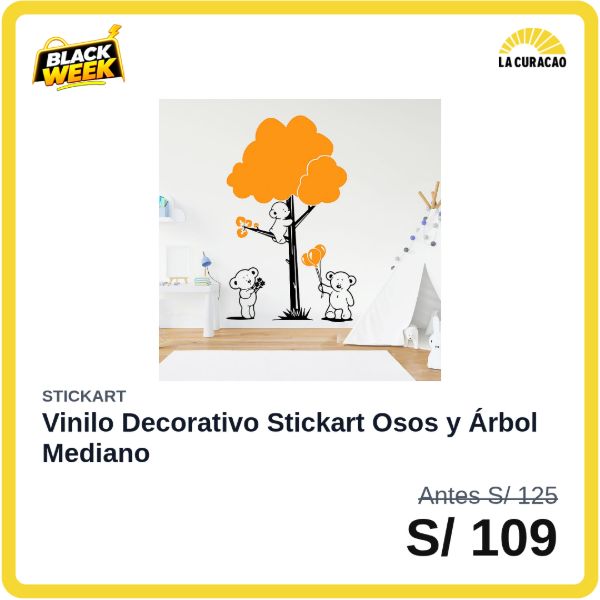 BLACK
WEEK
LA CURACAO
STICKART
Vinilo Decorativo Stickart Osos y Árbol
Mediano
Antes S/ 125
S/ 109